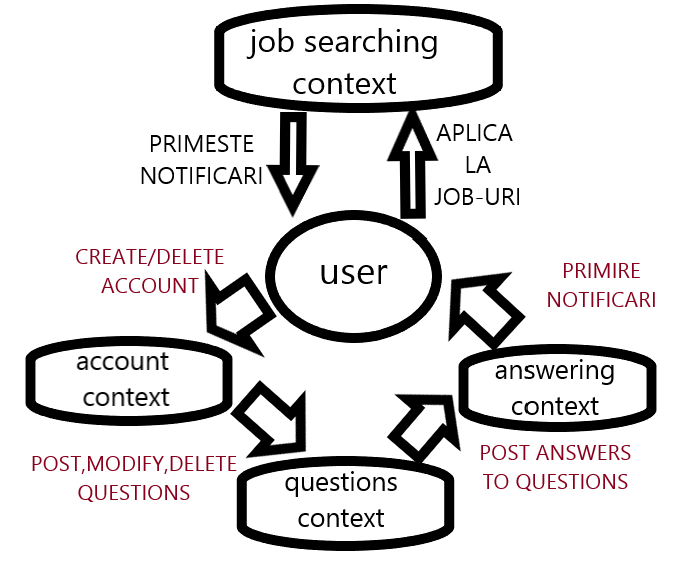 job searching
context
PRIMESTE
NOTIFICARI
APLICA
LA
JOB-URI
user
CREATE/DELETE
ACCOUNT
PRIMIRE
NOTIFICARI
account
context
answering
context
POST,MODIFY,DELETE
QUESTIONS
questions
context
POST ANSWERS
TO QUESTIONS